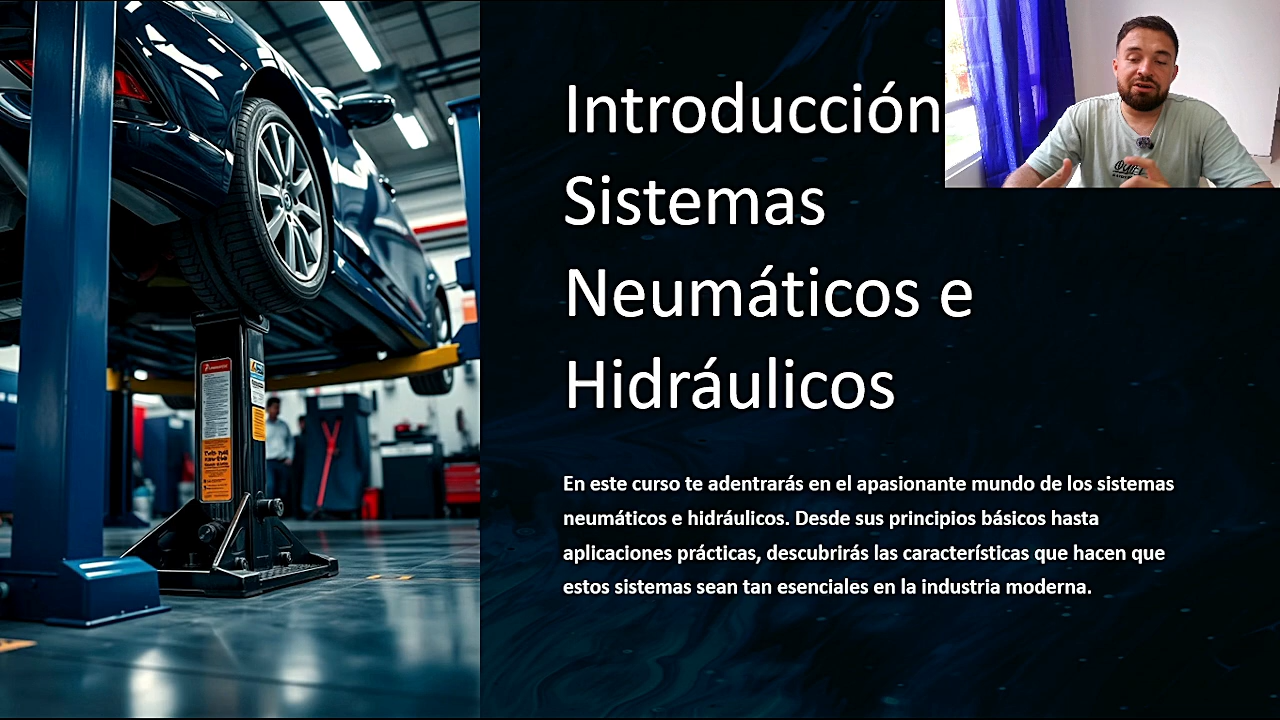 Introducción
Sistemas
Neumáticos e
Hidráulicos
En este curso te adentrarás en el apasionante mundo de los sistemas
neumáticos e hidráulicos. Desde sus principios básicos hasta
aplicaciones prácticas, descubrirás las características que hacen que
estos sistemas sean tan esenciales en la industria moderna.